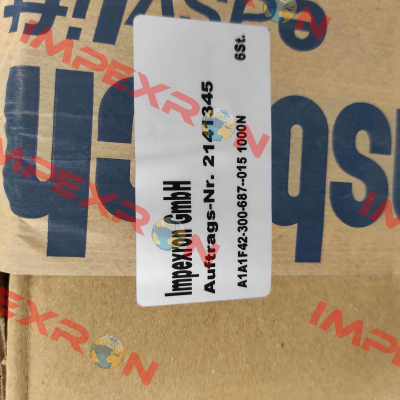 Impexron GmbH
Auftrags-Nr. 2141345
A1A1F42-300-687--015 1000N
6St.
IMPEXRON
IMPEXRON
IMPEXRON
IMPEXRON